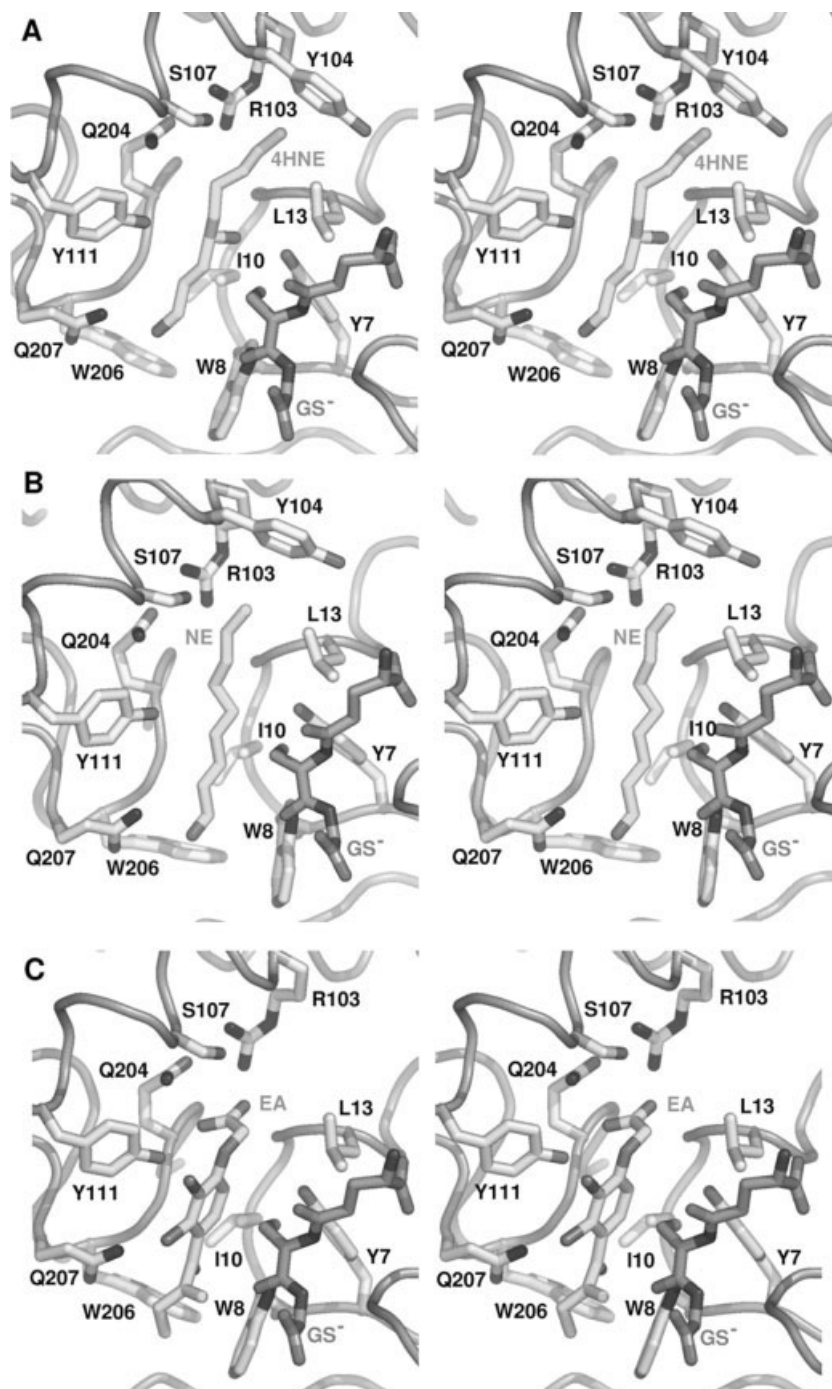 A
Y104
Y104
S107
S107
R103
R103
Q204
Q204
4HNE
4HNE
L13
L13
Y111
Y111
I10
I10
Y7
Y7
Q207
Q207
W206
W206
W8
W8
GS-
GS-
B
Y104
Y104
S107
S107
R103
R103
L13
L13
Q204
Q204
NE
NE
I10
I10
Y111
Y111
Y7
Y7
W8
W8
Q207
Q207
W206
W206
GS-
GS-
C
S107
S107
R103
R103
Q204
Q204
EA
EA
L13
L13
Y111
Y111
I10
I10
Y7
Y7
Q207
Q207
W206
W206
W8
W8
GS-
GS-